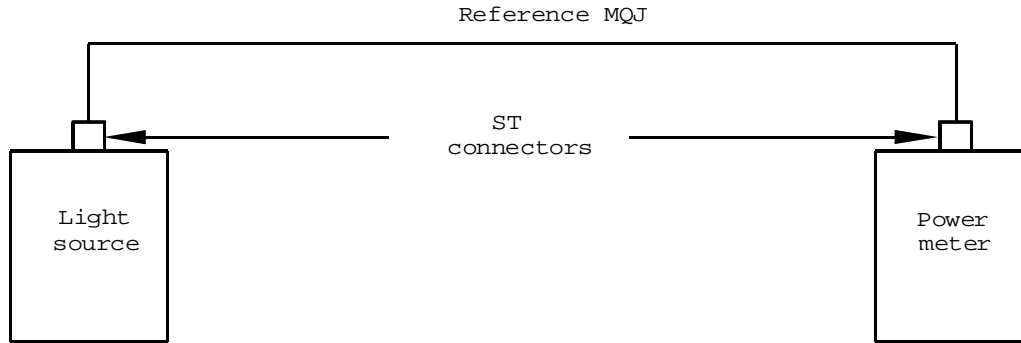 Reference MQJ
ST
connectors
Light
source
Power
meter